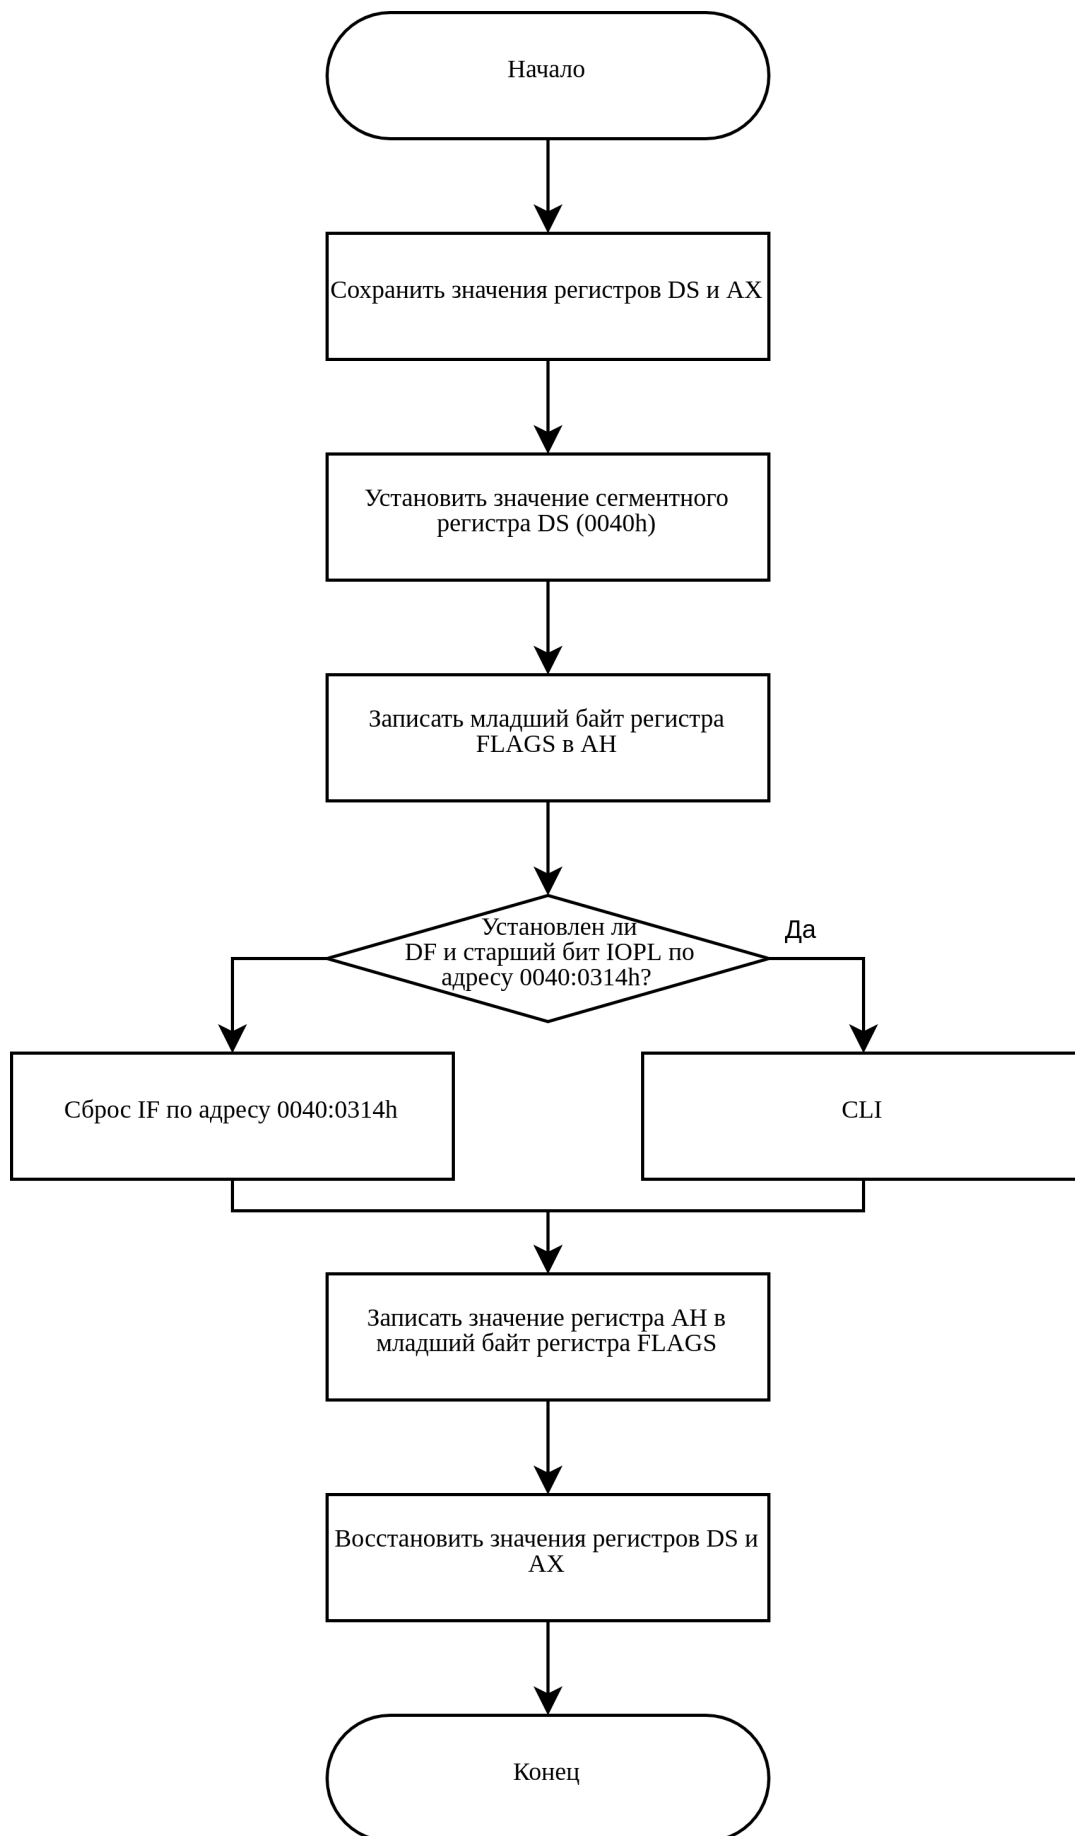 Начало
Сохранить значения регистров DS и AX
Установить значение сегментного
регистра DS (0040h)
Записать младший байт регистра
FLAGS в AH
Установлен ли
DF и старший бит IOPL по
адресу 0040:0314h?
Да
Сброс IF по адресу 0040:0314h
CLI
Записать значение регистра AH в
младший байт регистра FLAGS
Восстановить значения регистров DS и
AX
Конец